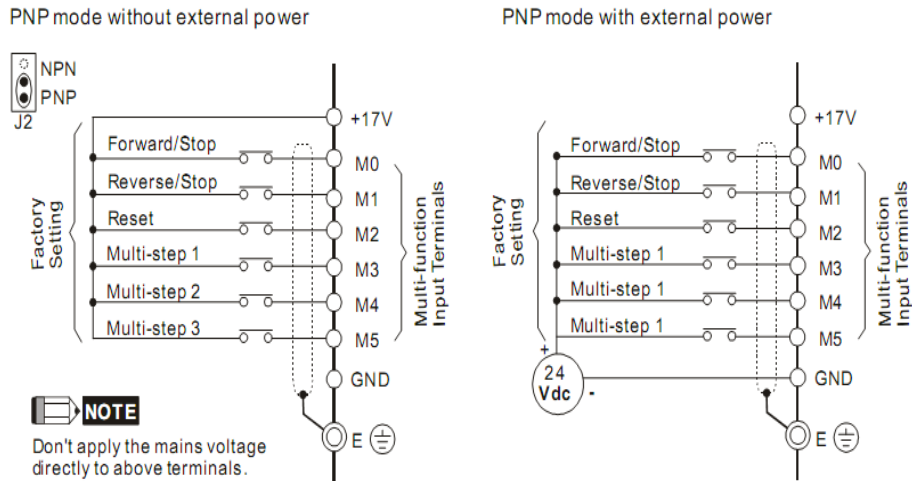 PNP mode without external power
NPN
PNP
J2
Factory Setting
Forward/Stop
Reverse/Stop
Reset
Multi-step 1
Multi-step 2
Multi-step 3
+17V
M0
M1
M2
M3
M4
M5
GND
E
Multi-function Input Terminals
NOTE
Don't apply the mains voltage
directly to above terminals.
PNP mode with external power
Factory Setting
Forward/Stop
Reverse/Stop
Reset
Multi-step 1
Multi-step 1
Multi-step 1
+
24
Vdc
-
+17V
M0
M1
M2
M3
M4
M5
GND
E
Multi-function Input Terminals